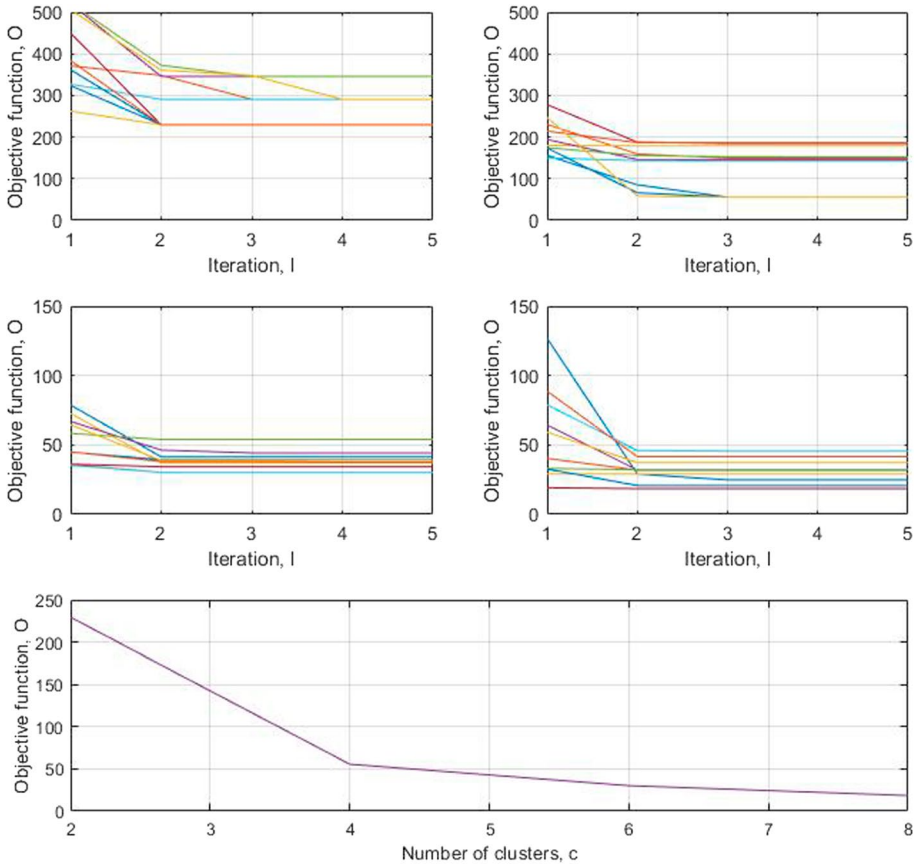 Objective function, O
500
400
300
200
100
0
1 2 3 4 5
Iteration, I
Objective function, O
500
400
300
200
100
0
1 2 3 4 5
Iteration, I
Objective function, O
150
100
50
0
1 2 3 4 5
Iteration, I
Objective function, O
150
100
50
0
1 2 3 4 5
Iteration, I
Objective function, O
250
200
150
100
50
0
2 3 4 5 6 7 8
Number of clusters, c